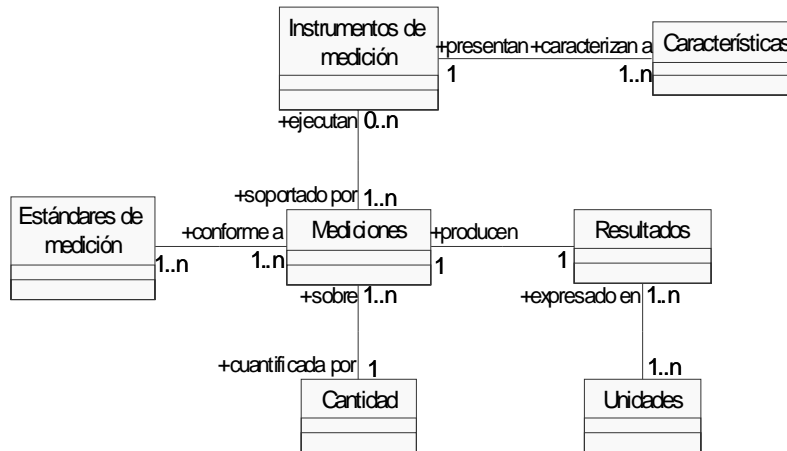 Instrumentos de
medición
+presentan+caracterizan a
Características
1
1..n
+ejecutan 0..n
+soportado por 1..n
Estándares de
medición
+conforme a
Mediciones
+producen
Resultados
1..n
1..n
1
1
+sobre 1..n
+expresado en 1..n
+cuantificada por 1
1..n
Cantidad
Unidades